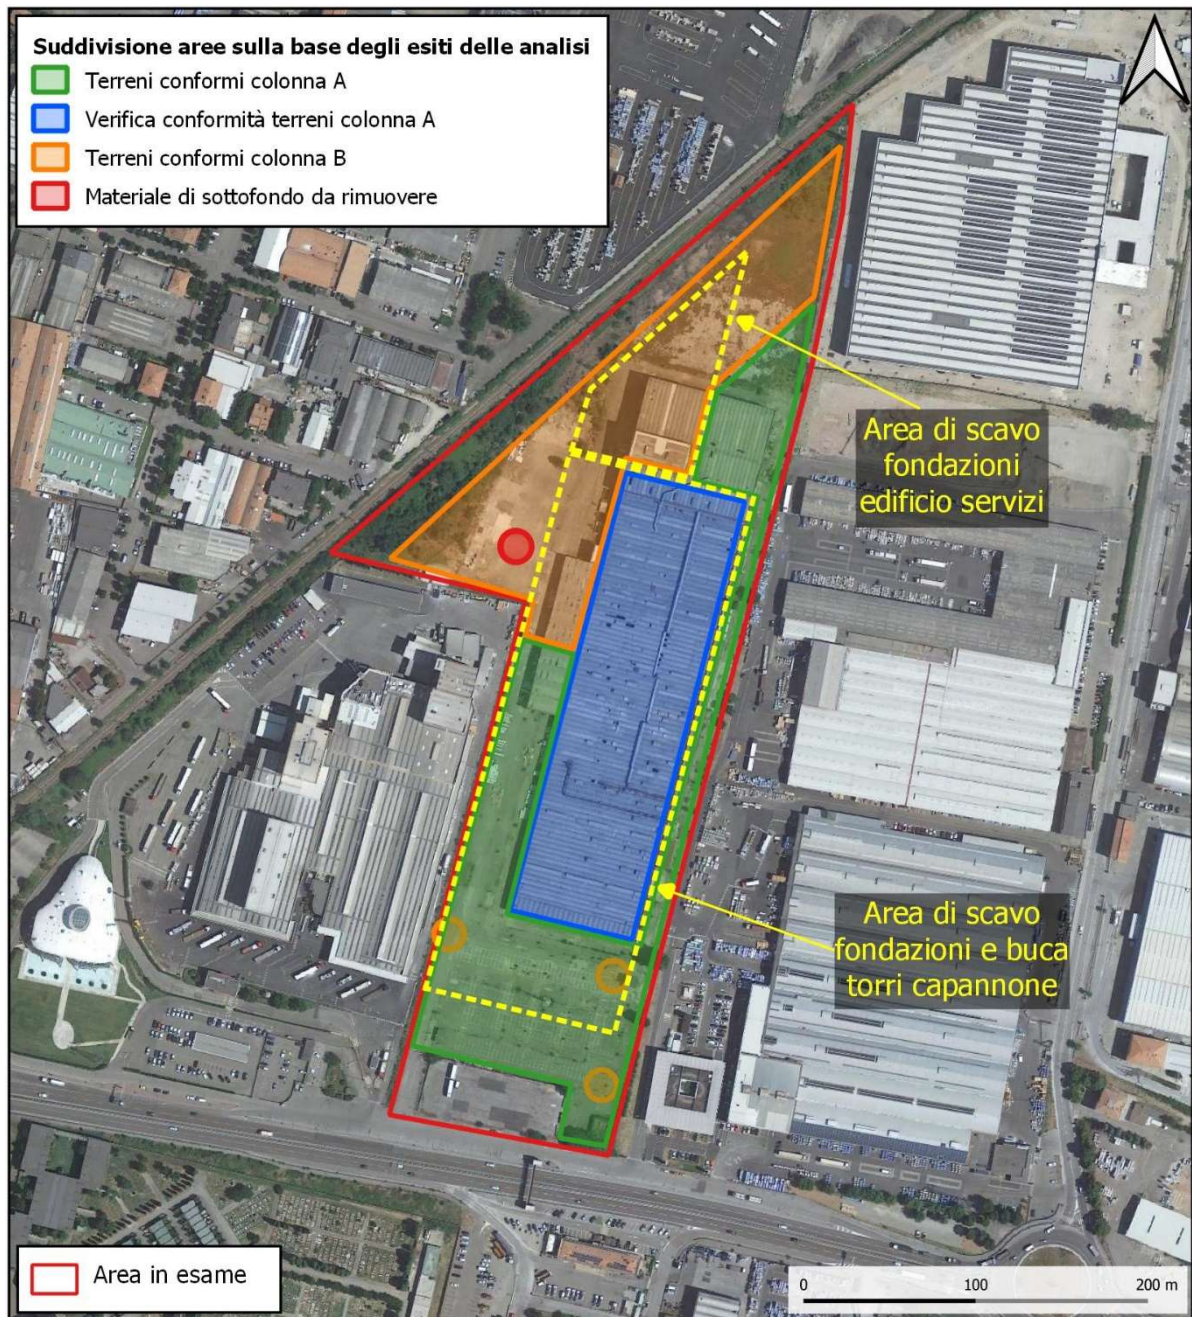 Suddivisione aree sulla base degli esiti delle analisi
Terreni conformi colonna A
Verifica conformità terreni colonna A
Terreni conformi colonna B
Materiale di sottofondo da rimuovere
Area di scavo
fondazioni
edificio servizi
Area di scavo
fondazioni e buca
torri capannone
Area in esame
0 100 200 m